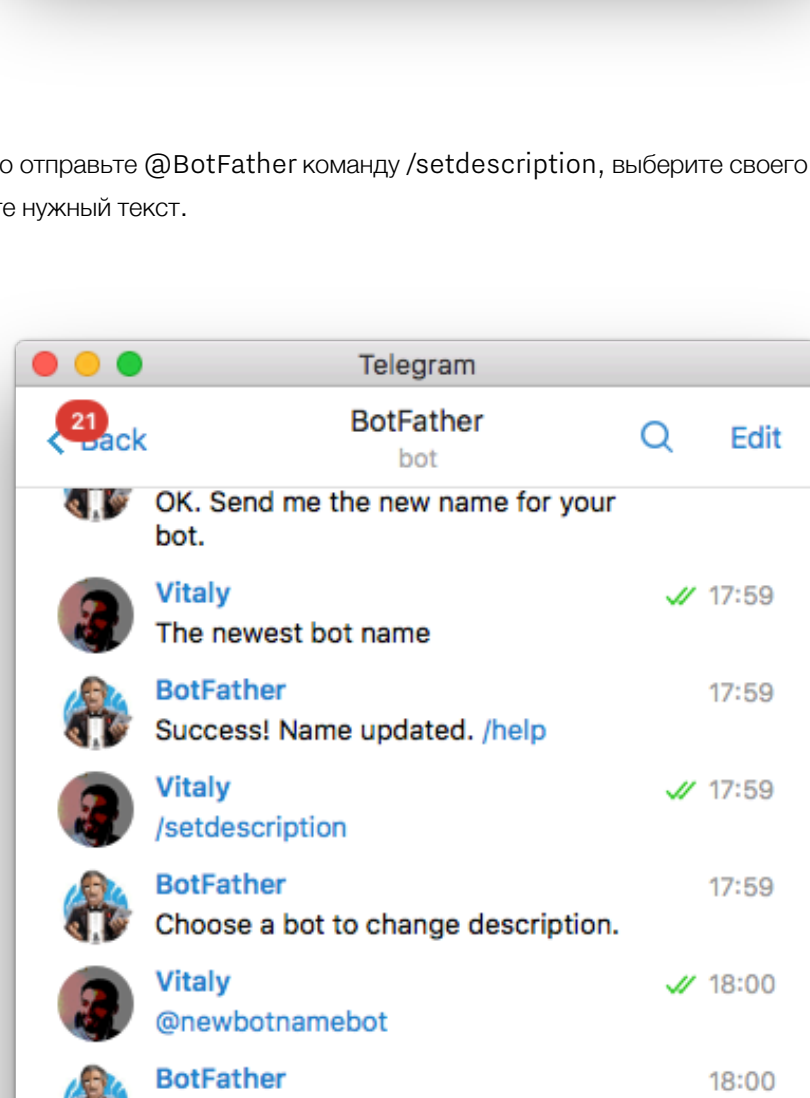 о отправьте @BotFather команду /setdescription, выберите своего
те нужный текст.
Telegram
21
Back
BotFather
bot
Edit
OK. Send me the new name for your
bot.
Vitaly 17:59
The newest bot name
BotFather 17:59
Success! Name updated. /help
Vitaly 17:59
/setdescription
BotFather 17:59
Choose a bot to change description.
Vitaly 18:00
@newbotnamebot
BotFather 18:00